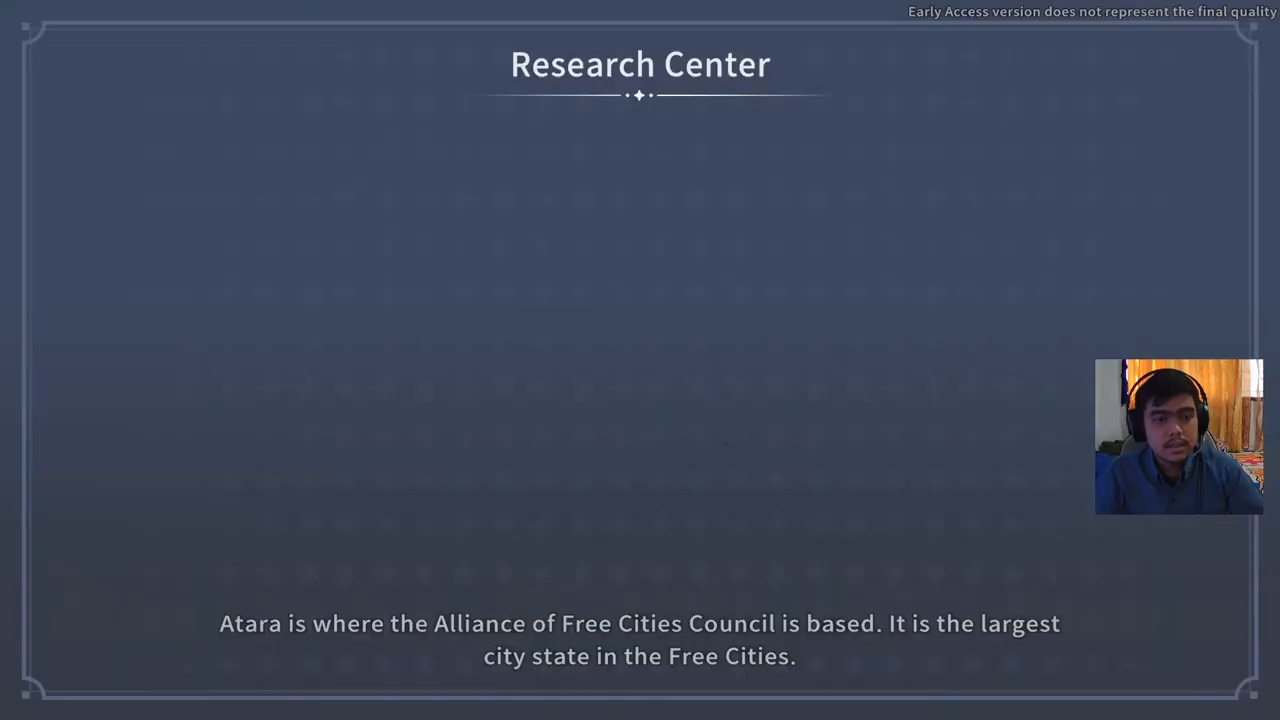 Early Access version does not represent the final quality
Research Center
Atara is where the Alliance of Free Cities Council is based. It is the largest
city state in the Free Cities.